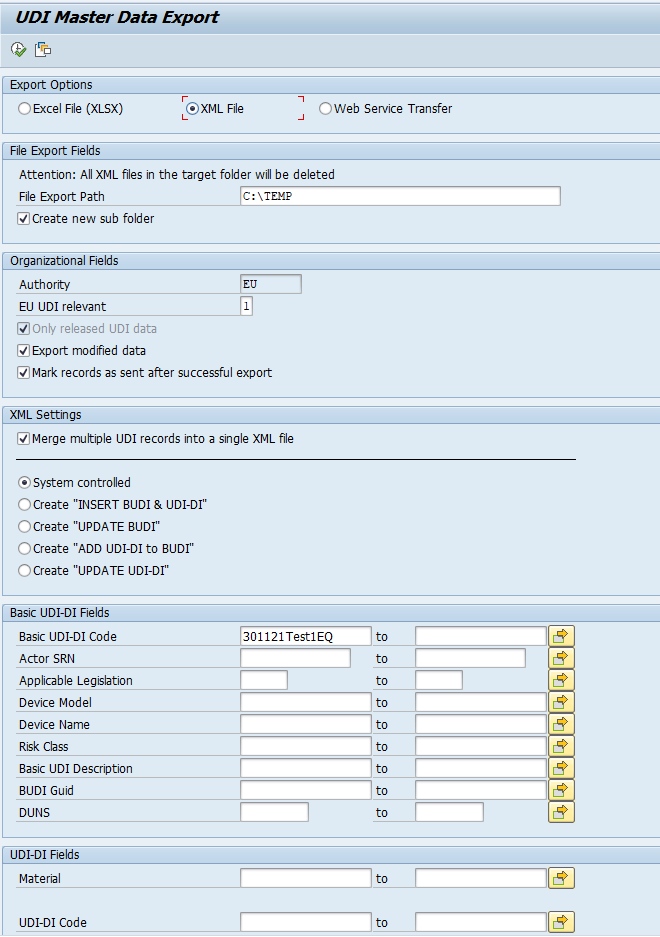 UDI Master Data Export
Export Options
Excel File (XLSX) XML File Web Service Transfer
File Export Fields
Attention: All XML files in the target folder will be deleted
File Export Path C:\TEMP
Create new sub folder
Organizational Fields
Authority EU
EU UDI relevant 1
Only released UDI data
Export modified data
Mark records as sent after successful export
XML Settings
Merge multiple UDI records into a single XML file
System controlled
Create "INSERT BUDI & UDI-DI"
Create "UPDATE BUDI"
Create "ADD UDI-DI to BUDI"
Create "UPDATE UDI-DI"
Basic UDI-DI Fields
Basic UDI-DI Code 301121Test1EQ to
Actor SRN to
Applicable Legislation to
Device Model to
Device Name to
Risk Class to
Basic UDI Description to
BUDI Guid to
DUNS to
UDI-DI Fields
Material to
UDI-DI Code to